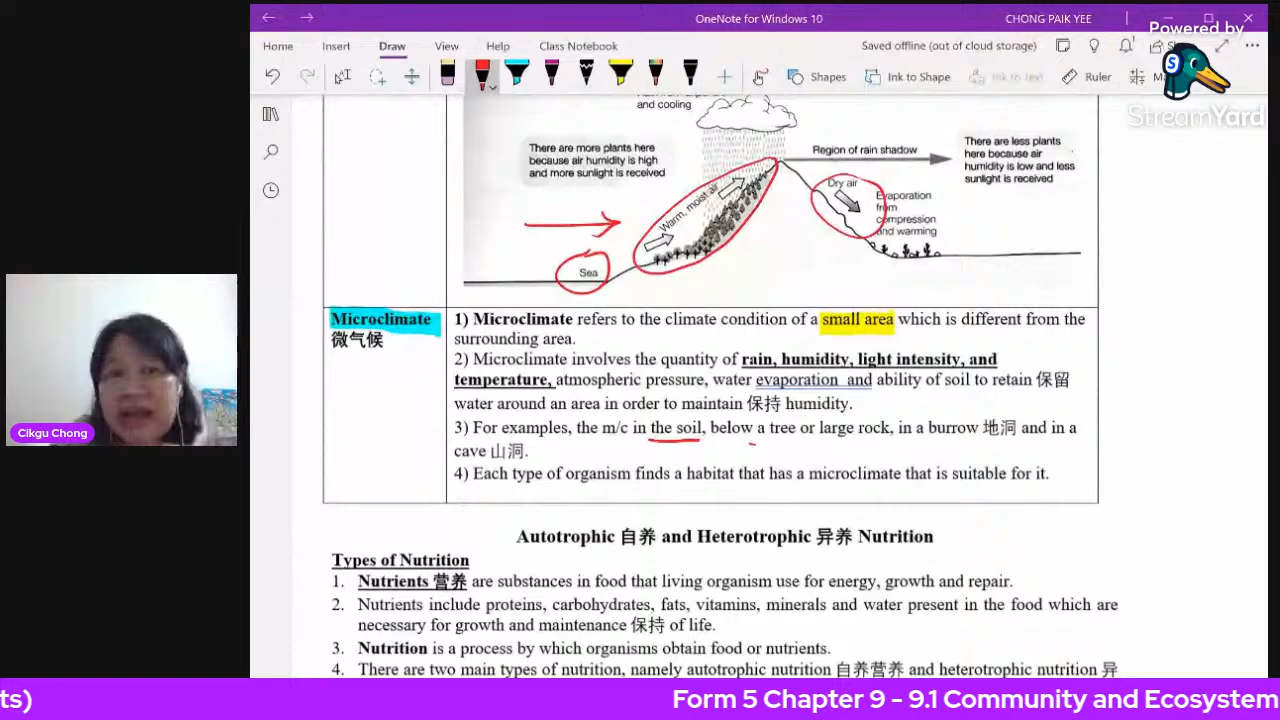 OneNote for Windows 10
CHONG PAIK YEE
Powered by
StreamYard
Home
Insert
Draw
View
Help
Class Notebook
Saved offline (out of cloud storage)
Shapes
Ink to Shape
Ink to Text
Ruler
and cooling
There are more plants here
because air humidity is high
and more sunlight is received
Warm, moist air
Sea
Region of rain shadow
Dry air
Evaporation
from
compression
and warming
There are less plants
here because air
humidity is low and less
sunlight is received
Microclimate
微气候
1) Microclimate refers to the climate condition of a small area which is different from the
surrounding area.
2) Microclimate involves the quantity of rain, humidity, light intensity, and
temperature, atmospheric pressure, water evaporation and ability of soil to retain 保留
water around an area in order to maintain 保持 humidity.
3) For examples, the m/c in the soil, below a tree or large rock, in a burrow 地洞 and in a
cave 山洞.
4) Each type of organism finds a habitat that has a microclimate that is suitable for it.
Autotrophic 自养 and Heterotrophic 异养 Nutrition
Types of Nutrition
1. Nutrients 营养 are substances in food that living organism use for energy, growth and repair.
2. Nutrients include proteins, carbohydrates, fats, vitamins, minerals and water present in the food which are
necessary for growth and maintenance 保持 of life.
3. Nutrition is a process by which organisms obtain food or nutrients.
4. There are two main types of nutrition, namely autotrophic nutrition 自养营养 and heterotrophic nutrition 异
Cikgu Chong
ts)
Form 5 Chapter 9 - 9.1 Community and Ecosystem